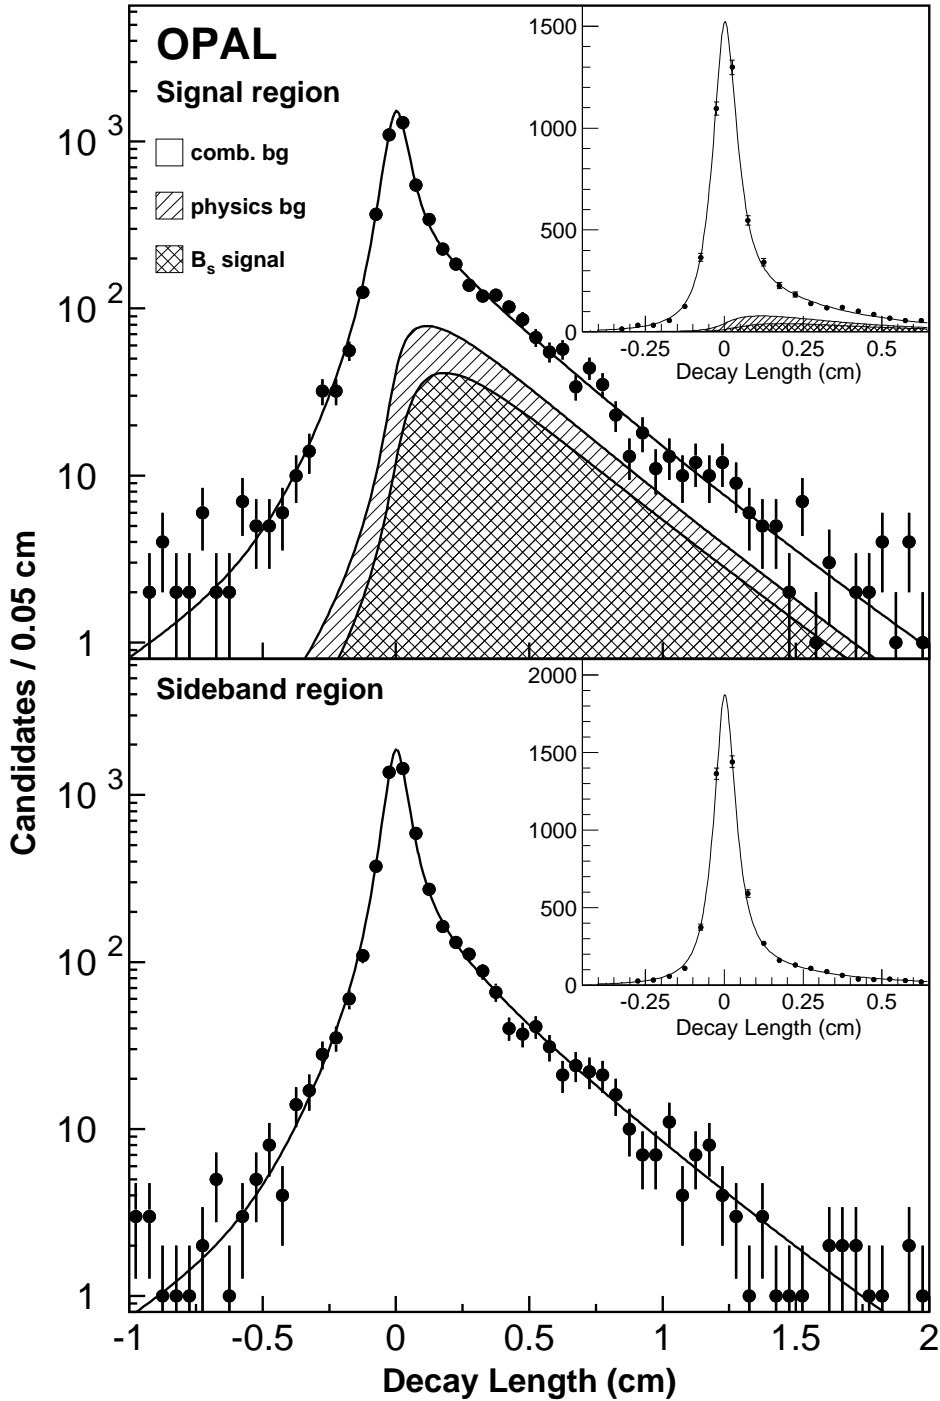 OPAL
Signal region
comb. bg
physics bg
Bs signal
10^3
10^2
10
1
1500
1000
500
0
-0.25 0 0.25 0.5
Decay Length (cm)
Candidates / 0.05 cm
Sideband region
10^3
10^2
10
1
2000
1500
1000
500
0
-0.25 0 0.25 0.5
Decay Length (cm)
-1 -0.5 0 0.5 1 1.5 2
Decay Length (cm)